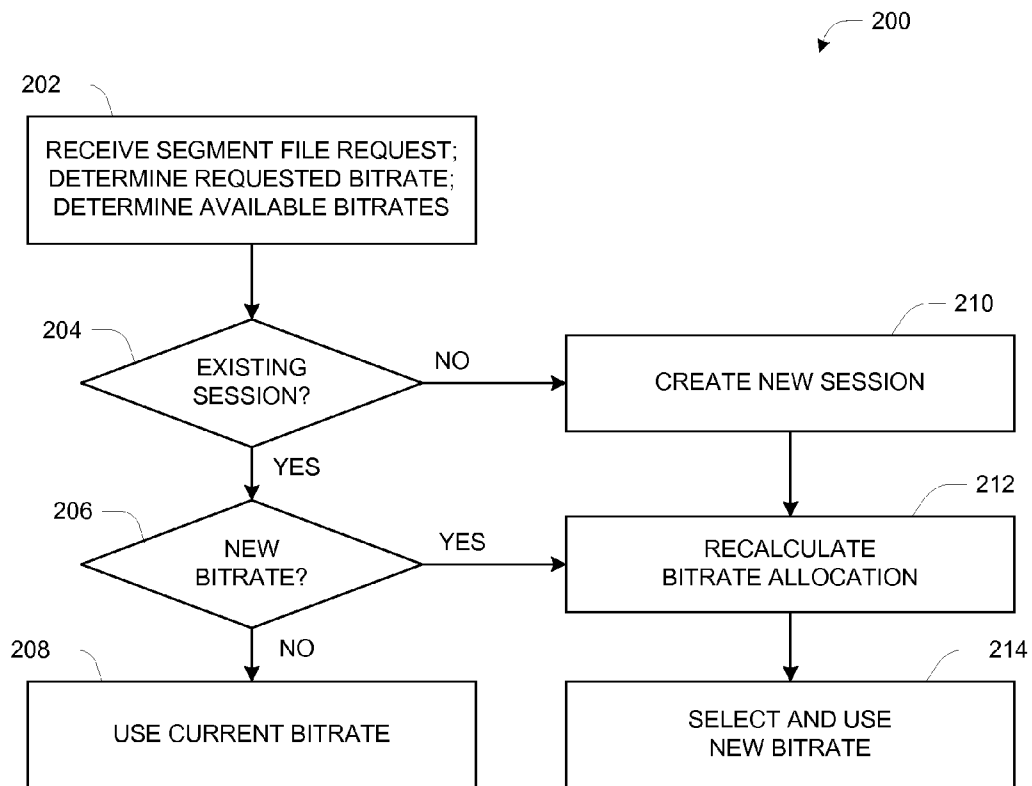 200
202
RECEIVE SEGMENT FILE REQUEST;
DETERMINE REQUESTED BITRATE;
DETERMINE AVAILABLE BITRATES
204
EXISTING
SESSION?
NO
210
CREATE NEW SESSION
YES
206
NEW
BITRATE?
YES
212
RECALCULATE
BITRATE ALLOCATION
NO
208
USE CURRENT BITRATE
214
SELECT AND USE
NEW BITRATE